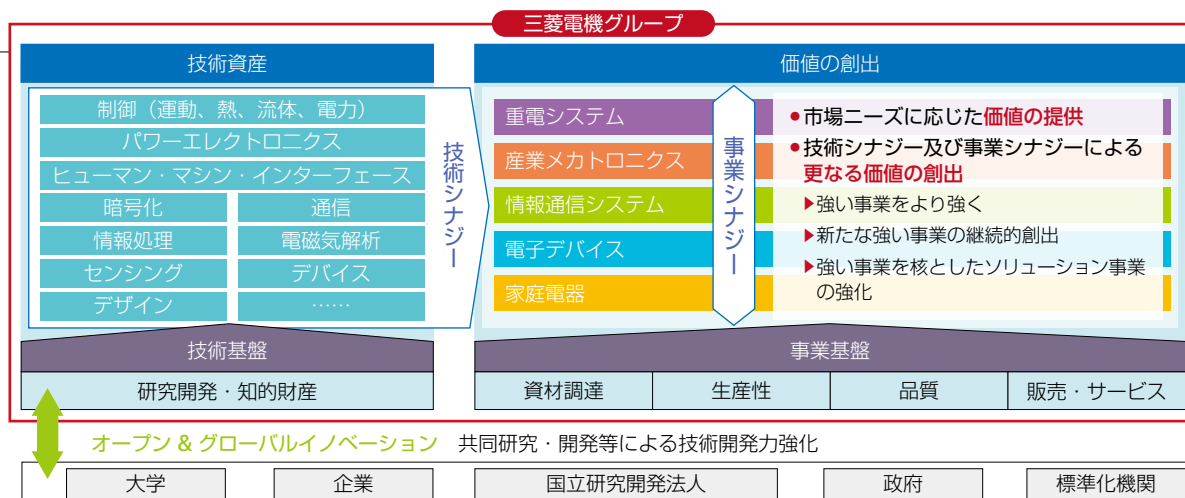 三菱電機グループ
技術資産
制御（運動、熱、流体、電力）
パワーエレクトロニクス
ヒューマン・マシン・インターフェース
暗号化
通信
情報処理
電磁気解析
センシング
デバイス
デザイン
……
技術シナジー
技術基盤
研究開発・知的財産
価値の創出
重電システム
産業メカトロニクス
情報通信システム
電子デバイス
家庭電器
事業シナジー
●市場ニーズに応じた価値の提供
●技術シナジー及び事業シナジーによる
更なる価値の創出
▶強い事業をより強く
▶新たな強い事業の継続的創出
▶強い事業を核としたソリューション事業
の強化
事業基盤
資材調達
生産性
品質
販売・サービス
オープン & グローバルイノベーション 共同研究・開発等による技術開発力強化
大学
企業
国立研究開発法人
政府
標準化機関